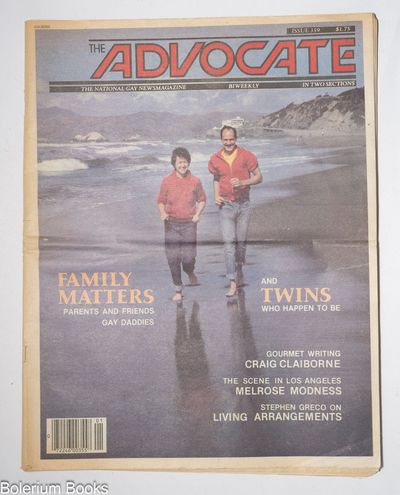 ISSUE 359 $1.75
THE ADVOCATE
THE NATIONAL GAY NEWSMAGAZINE BIWEEKLY IN TWO SECTIONS
FAMILY
MATTERS
PARENTS AND FRIENDS
GAY DADDIES
AND
TWINS
WHO HAPPEN TO BE
GOURMET WRITING
CRAIG CLAIBORNE
THE SCENE IN LOS ANGELES
MELROSE MODNESS
STEPHEN GRECO ON
LIVING ARRANGEMENTS
01
0
Bolerium Books